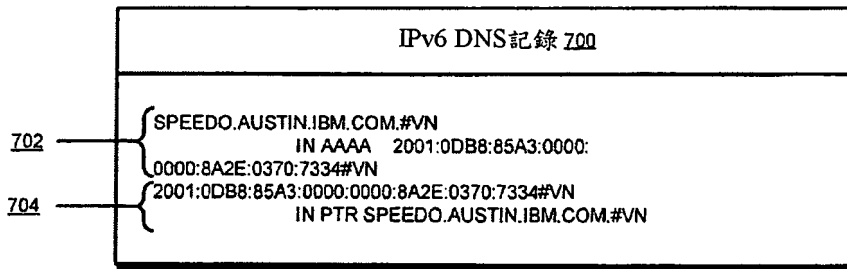 IPv6 DNS記錄 700
702
SPEEDO.AUSTIN.IBM.COM.#VN
IN AAAA 2001:0DB8:85A3:0000:
0000:8A2E:0370:7334#VN
704
2001:0DB8:85A3:0000:0000:8A2E:0370:7334#VN
IN PTR SPEEDO.AUSTIN.IBM.COM.#VN